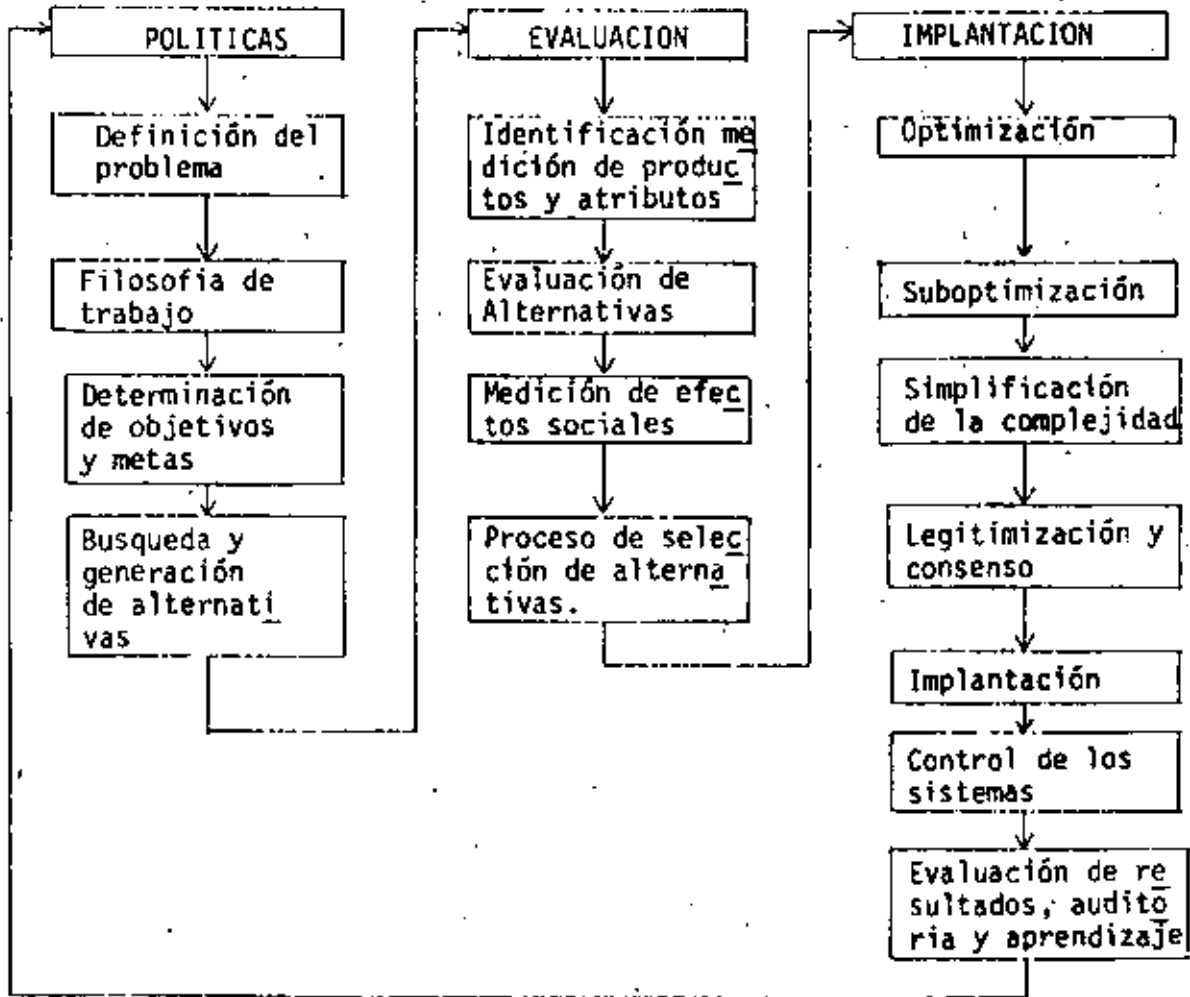 POLITICAS
Definición del
problema
Filosofia de
trabajo
Determinación
de objetivos
y metas
Busqueda y
generación
de alternati
vas
EVALUACION
Identificación me
dición de produc
tos y atributos
Evaluación de
Alternativas
Medición de efec
tos sociales
Proceso de selec
ción de alterna
tivas.
IMPLANTACION
Optimización
Suboptimización
Simplificación
de la complejidad
Legitimización y
consenso
Implantación
Control de los
sistemas
Evaluación de re
sultados, audito
ria y aprendizaje